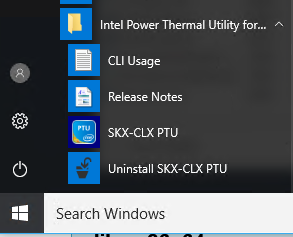 Intel Power Thermal Utility for...
CLI Usage
Release Notes
PTU
SKX-CLX PTU
Uninstall SKX-CLX PTU
Search Windows